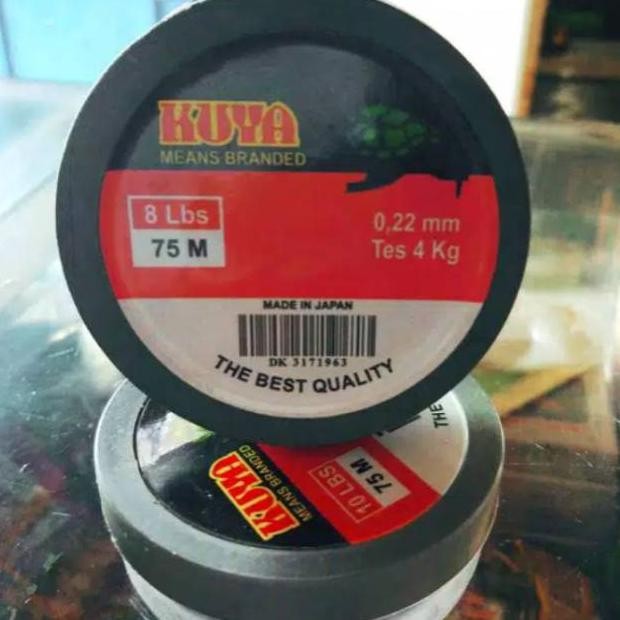 KUYA
MEANS BRANDED
8 Lbs
75 M
0,22 mm
Tes 4 Kg
MADE IN JAPAN
DK 3171963
THE BEST QUALITY
KUYA
MEANS BRANDED
10 LBS
75 M
THE